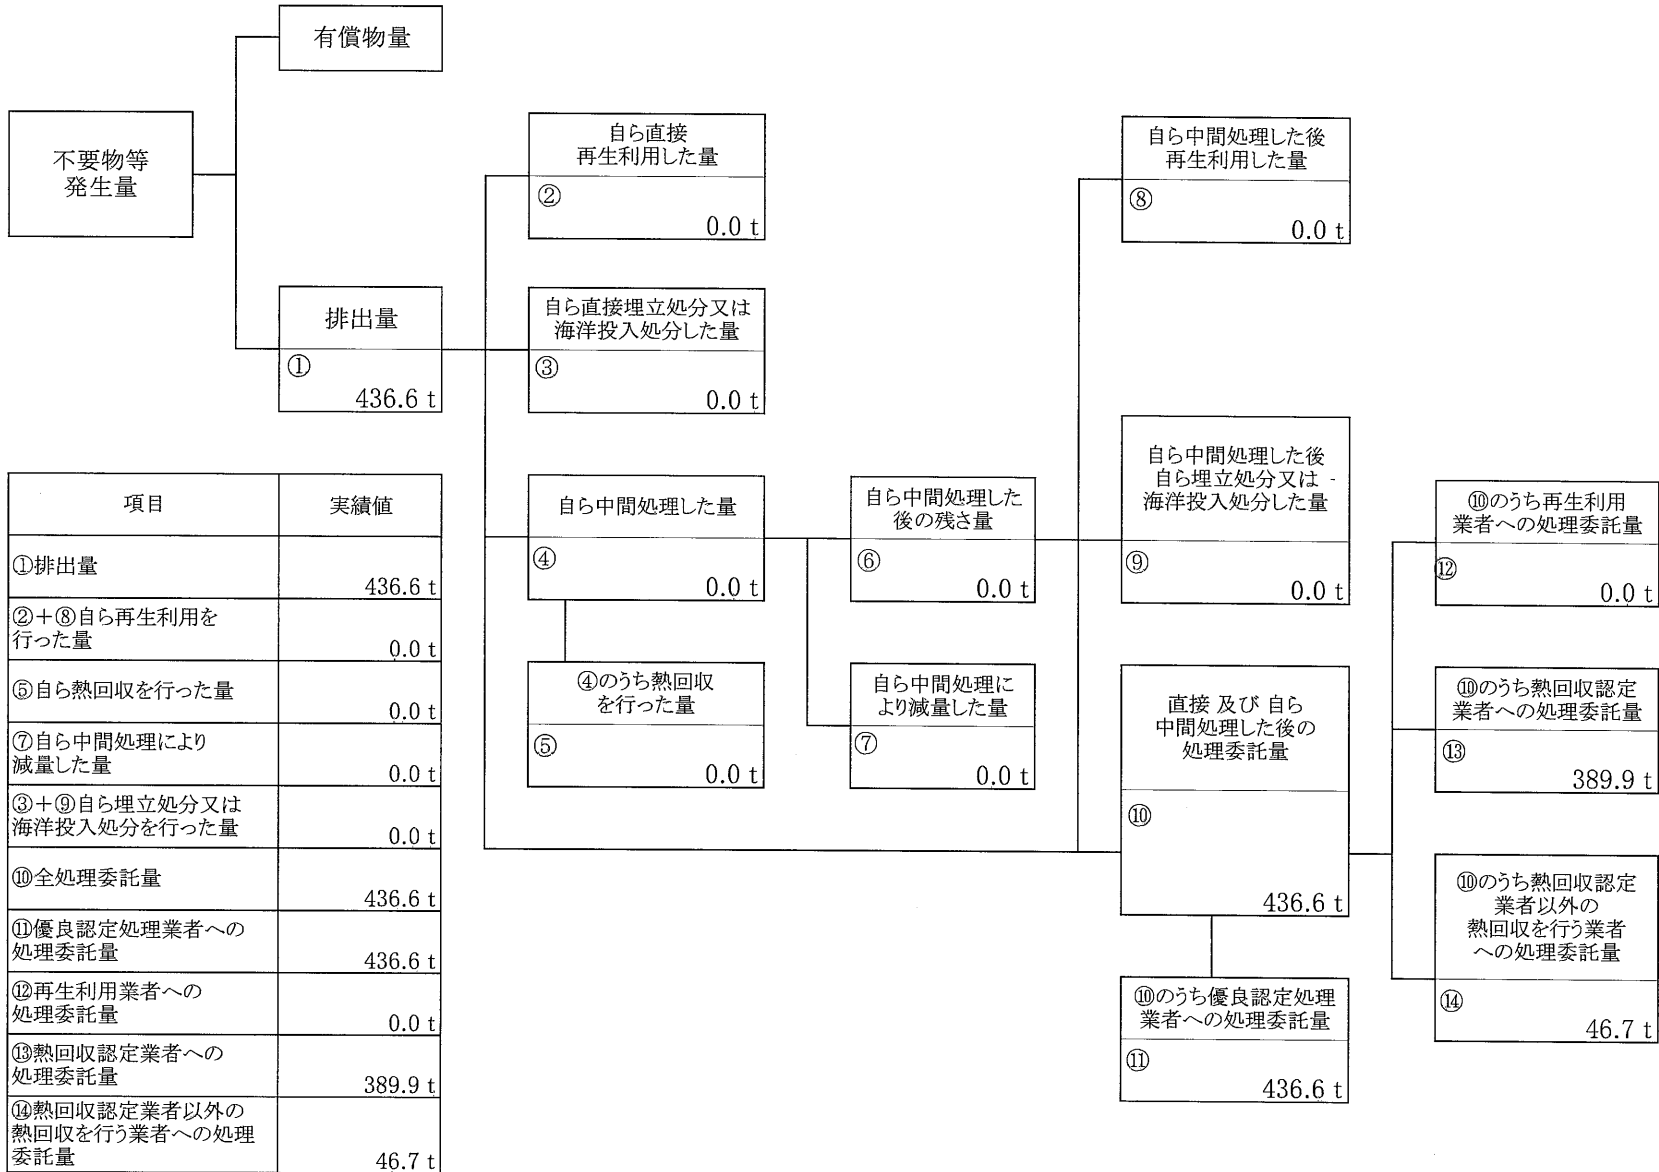 有償物量
不要物等
発生量
排出量
①
436.6 t
自ら直接
再生利用した量
②
0.0 t
自ら直接埋立処分又は
海洋投入処分した量
③
0.0 t
自ら中間処理した量
④
0.0 t
④のうち熱回収
を行った量
⑤
0.0 t
自ら中間処理した
後の残さ量
⑥
0.0 t
自ら中間処理に
より減量した量
⑦
0.0 t
自ら中間処理した後
再生利用した量
⑧
0.0 t
自ら中間処理した後
自ら埋立処分又は
海洋投入処分した量
⑨
0.0 t
直接 及び 自ら
中間処理した後の
処理委託量
⑩
436.6 t
⑩のうち優良認定処理
業者への処理委託量
⑪
436.6 t
⑩のうち再生利用
業者への処理委託量
⑫
0.0 t
⑩のうち熱回収認定
業者への処理委託量
⑬
389.9 t
⑩のうち熱回収認定
業者以外の
熱回収を行う業者
への処理委託量
⑭
46.7 t
項目 実績値
①排出量
436.6 t
②+⑧自ら再生利用を
行った量
0.0 t
⑤自ら熱回収を行った量
0.0 t
⑦自ら中間処理により
減量した量
0.0 t
③+⑨自ら埋立処分又は
海洋投入処分を行った量
0.0 t
⑩全処理委託量
436.6 t
⑪優良認定処理業者への
処理委託量
436.6 t
⑫再生利用業者への
処理委託量
0.0 t
⑬熱回収認定業者への
処理委託量
389.9 t
⑭熱回収認定業者以外の
熱回収を行う業者への処理
委託量
46.7 t